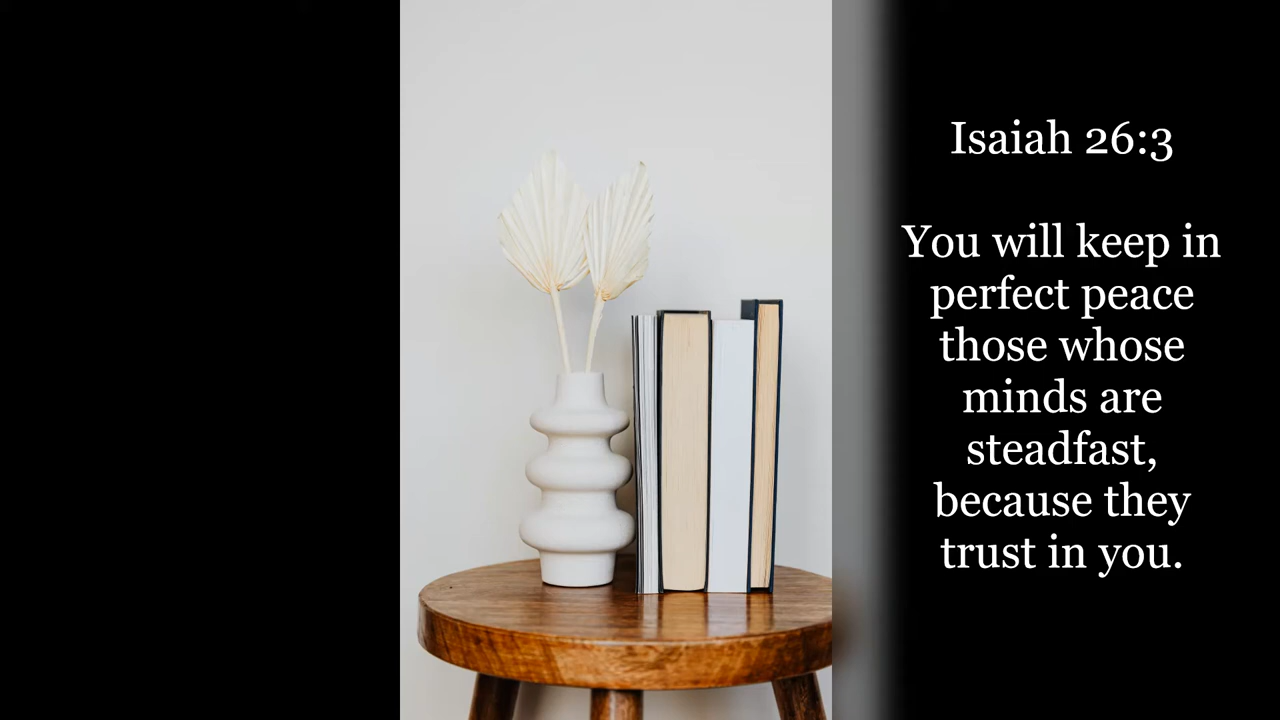 Isaiah 26:3
You will keep in
perfect peace
those whose
minds are
steadfast,
because they
trust in you.